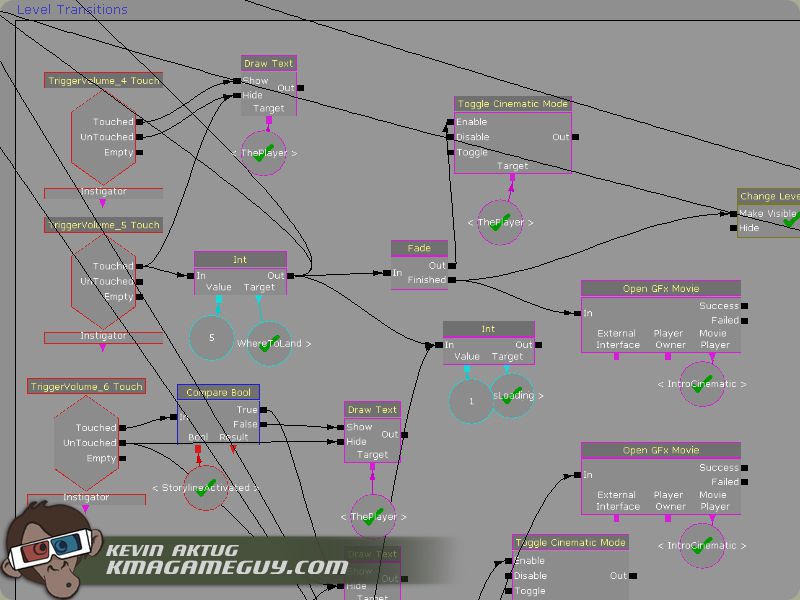 Level Transitions
TriggerVolume_4 Touch
Touched
UnTouched
Empty
Instigator
Draw Text
Show
Hide
Out
Target
< ThePlayer >
Toggle Cinematic Mode
Enable
Disable
Toggle
Out
Target
< ThePlayer >
Change Leve
Make Visible
Hide
TriggerVolume_5 Touch
Touched
UnTouched
Empty
Instigator
Int
In
Out
Value
Target
5
WhereToLand >
Fade
In
Out
Finished
Open GFx Movie
In
Success
Failed
External Interface
Player Owner
Movie Player
< IntroCinematic >
Int
In
Out
Value
Target
1
sLoading >
TriggerVolume_6 Touch
Touched
UnTouched
Empty
Instigator
Compare Bool
In
True
False
Bool
Result
< StorylineActivated >
Draw Text
Show
Hide
Out
Target
< ThePlayer >
Open GFx Movie
In
Success
Failed
External Interface
Player Owner
Movie Player
< IntroCinematic >
Draw Text
Show
Hide
Out
Target
Toggle Cinematic Mode
Enable
Disable
Toggle
Out
KEVIN AKTUG
KMAGAMEGUY.COM